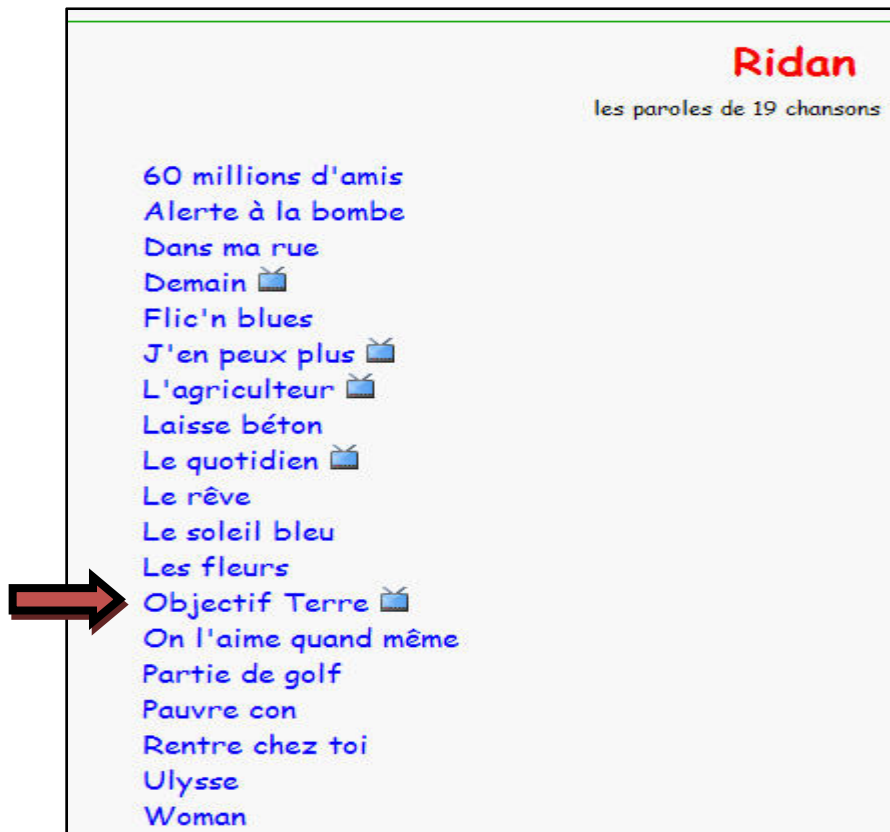 Ridan
les paroles de 19 chansons
60 millions d'amis
Alerte à la bombe
Dans ma rue
Demain
Flic'n blues
J'en peux plus
L'agriculteur
Laisse béton
Le quotidien
Le rêve
Le soleil bleu
Les fleurs
Objectif Terre
On l'aime quand même
Partie de golf
Pauvre con
Rentre chez toi
Ulysse
Woman